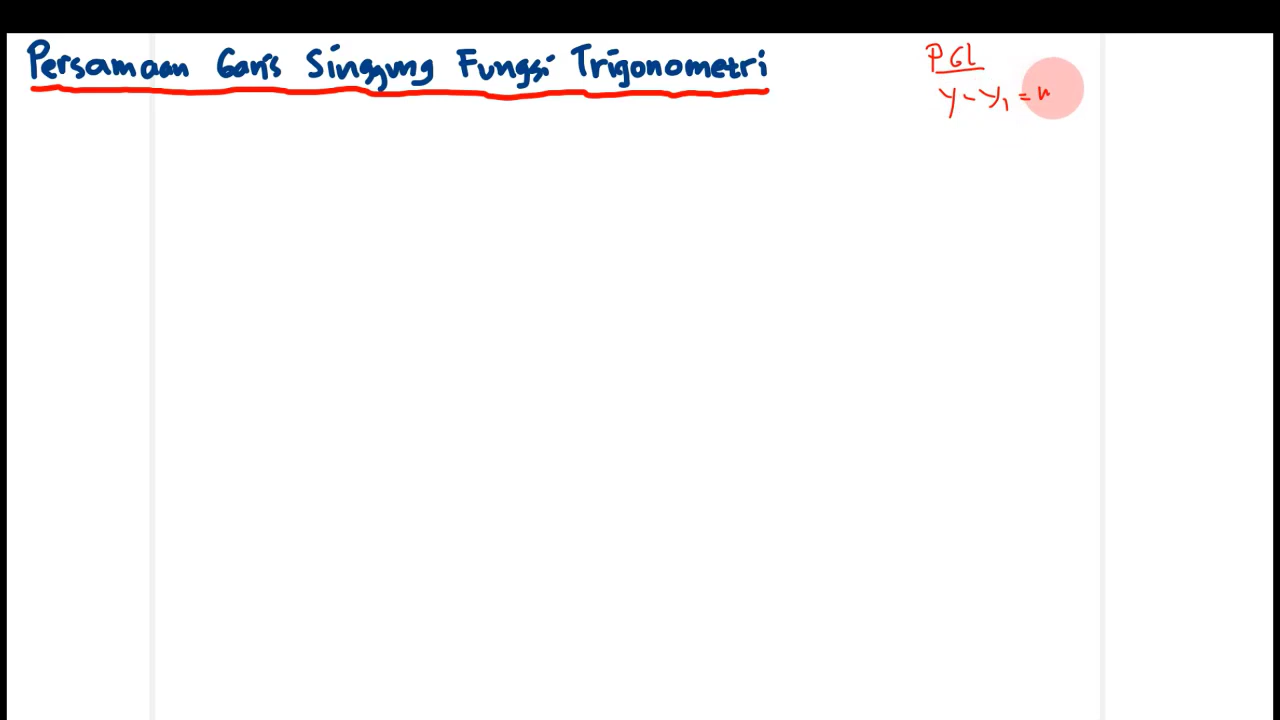 Persamaan Garis Singgung Fungsi Trigonometri
PGL
y - y₁ =